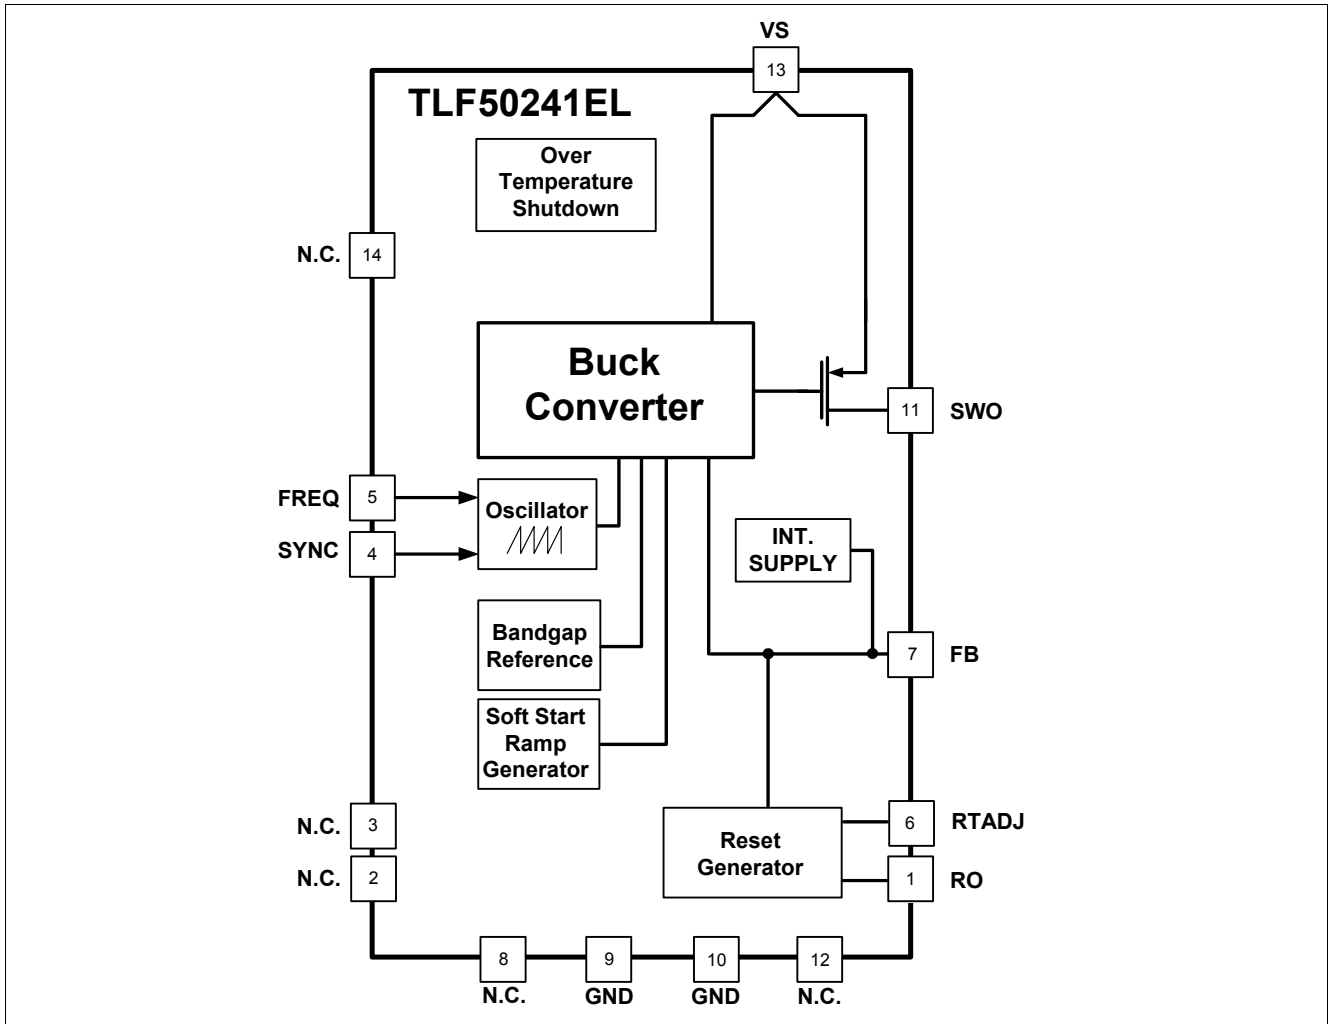 VS
13
TLF50241EL
Over
Temperature
Shutdown
N.C. 14
Buck
Converter
11 SWO
FREQ 5
Oscillator
SYNC 4
INT.
SUPPLY
Bandgap
Reference
7 FB
Soft Start
Ramp
Generator
N.C. 3
6 RTADJ
Reset
Generator
N.C. 2
1 RO
8 9 10 12
N.C. GND GND N.C.